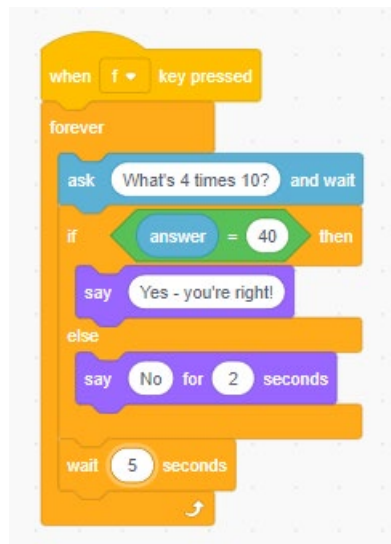 when f key pressed
forever
ask What's 4 times 10? and wait
if answer = 40 then
say Yes - you're right!
else
say No for 2 seconds
wait 5 seconds